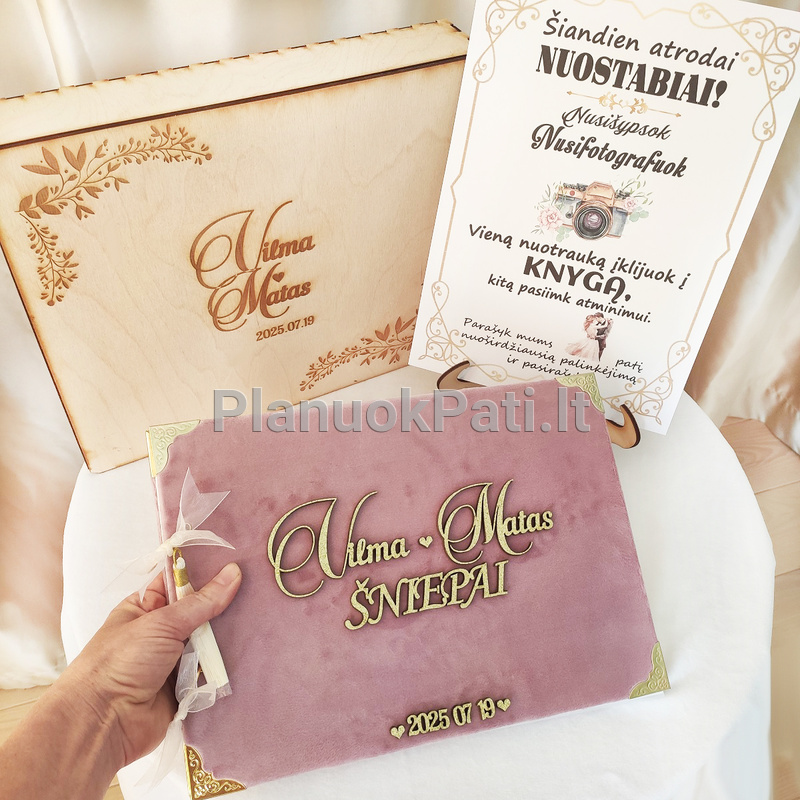 Vilma
Matas
2025.07.19
Šiandien atrodai
NUOSTABIAI!
Nusišypsok
Nusifotografuok
Vieną nuotrauką įklijuok į
KNYGĄ,
kitą pasiimk atminimui.
Parašyk mums patį
nuoširdžiausią palinkėjimą
ir
PlanuokPati.lt
Vilma Matas
ŠNIEPAI
2025 07 19